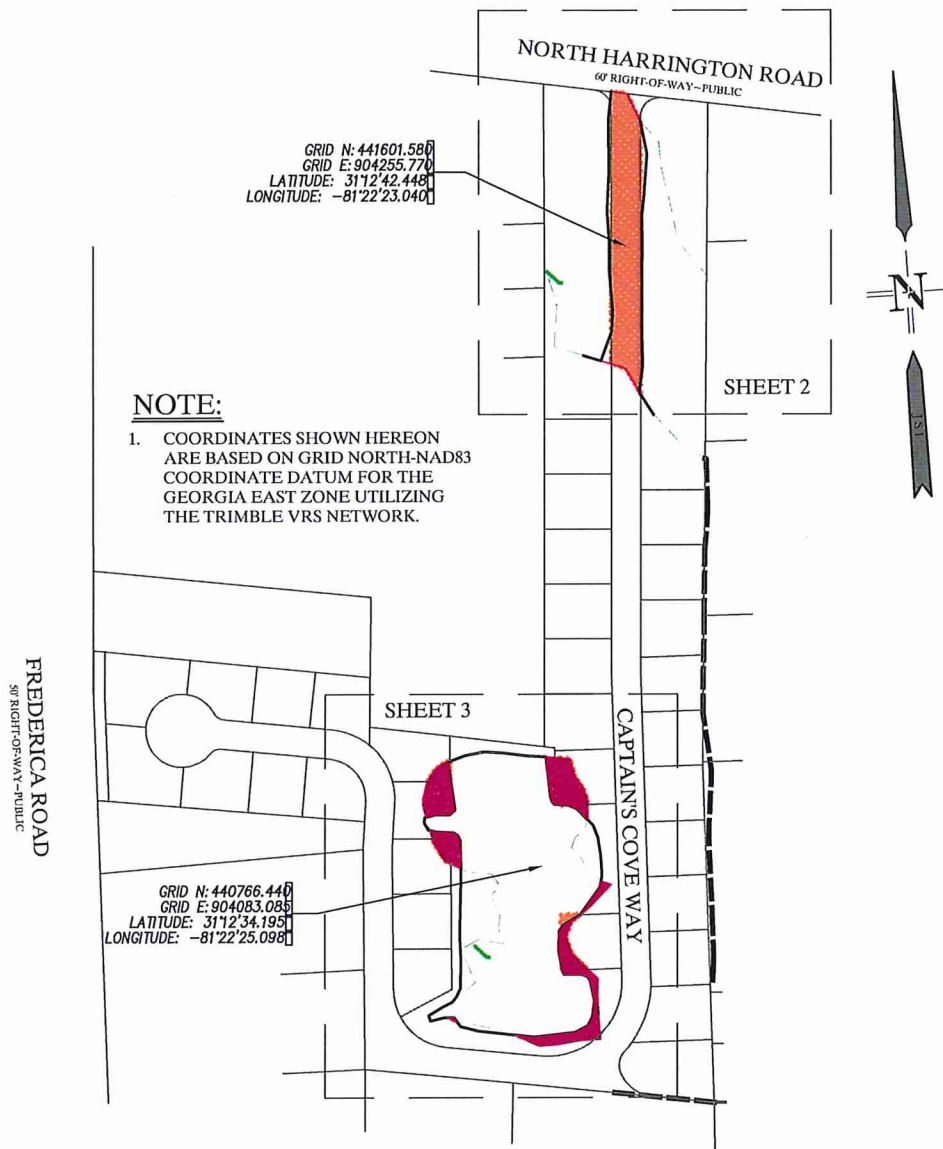 NORTH HARRINGTON ROAD
60' RIGHT-OF-WAY~PUBLIC
GRID N: 441601.580
GRID E: 904255.770
LATITUDE: 31°12'42.448
LONGITUDE: -81°22'23.040
N
SHEET 2
NOTE:
1. COORDINATES SHOWN HEREON
ARE BASED ON GRID NORTH-NAD83
COORDINATE DATUM FOR THE
GEORGIA EAST ZONE UTILIZING
THE TRIMBLE VRS NETWORK.
FREDERICA ROAD
50' RIGHT-OF-WAY~PUBLIC
SHEET 3
CAPTAIN'S COVE WAY
GRID N: 440766.440
GRID E: 904083.085
LATITUDE: 31°12'34.195
LONGITUDE: -81°22'25.098